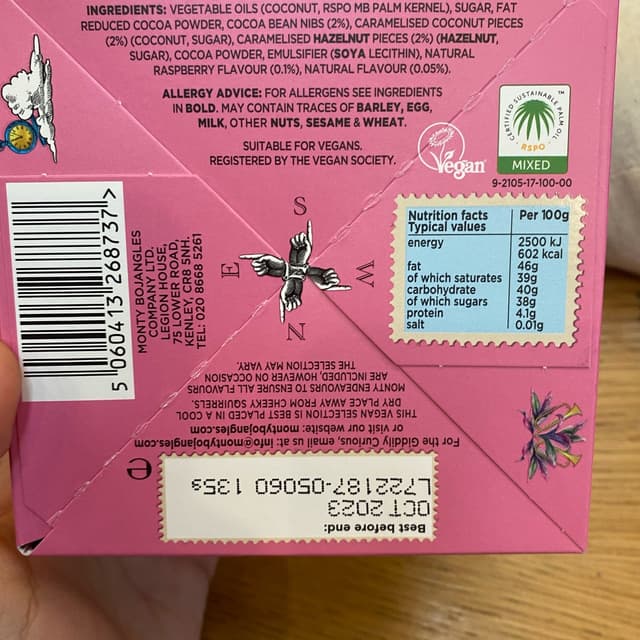 INGREDIENTS: VEGETABLE OILS (COCONUT, RSPO MB PALM KERNEL), SUGAR, FAT
REDUCED COCOA POWDER, COCOA BEAN NIBS (2%), CARAMELISED COCONUT PIECES
(2%) (COCONUT, SUGAR), CARAMELISED HAZELNUT PIECES (2%) (HAZELNUT,
SUGAR), COCOA POWDER, EMULSIFIER (SOYA LECITHIN), NATURAL
RASPBERRY FLAVOUR (0.1%), NATURAL FLAVOUR (0.05%).
ALLERGY ADVICE: FOR ALLERGENS SEE INGREDIENTS
IN BOLD. MAY CONTAIN TRACES OF BARLEY, EGG,
MILK, OTHER NUTS, SESAME & WHEAT.
SUITABLE FOR VEGANS.
REGISTERED BY THE VEGAN SOCIETY.
Vegan
CERTIFIED SUSTAINABLE PALM OIL
TM
RSPO
MIXED
9-2105-17-100-00
Nutrition facts Per 100g
Typical values
energy 2500 kJ
602 kcal
fat 46g
of which saturates 39g
carbohydrate 40g
of which sugars 38g
protein 4.1g
salt 0.01g
S
E W
N
5 060413 268737 >
MONTY BOJANGLES
COMPANY LTD.
LEGION HOUSE,
75 LOWER ROAD,
KENLEY, CR8 5NH.
TEL: 020 8668 5261
For the Giddily Curious, email us at: info@montybojangles.com
or visit our website: montybojangles.com
THIS VEGAN SELECTION IS BEST PLACED IN A COOL
DRY PLACE AWAY FROM CHEEKY SQUIRRELS.
MONTY ENDEAVOURS TO ENSURE ALL FLAVOURS
ARE INCLUDED, HOWEVER ON OCCASION
THE SELECTION MAY VARY.
Best before end:
OCT 2023
L722187-05060 135s
e